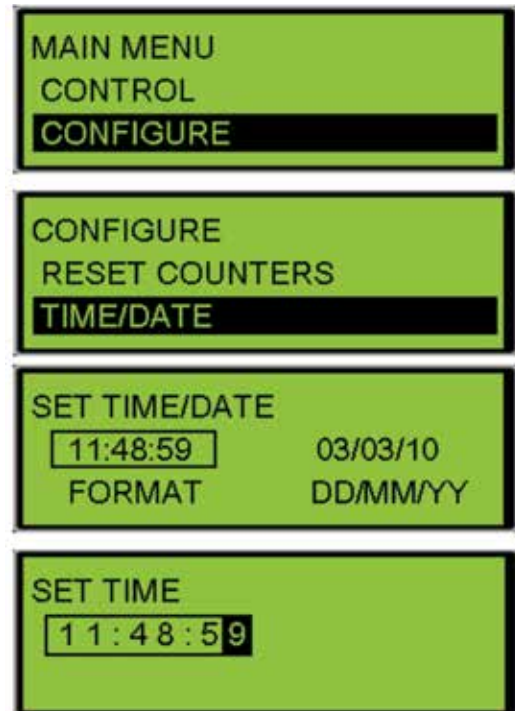 MAIN MENU
CONTROL
CONFIGURE
CONFIGURE
RESET COUNTERS
TIME/DATE
SET TIME/DATE
11:48:59 03/03/10
FORMAT DD/MM/YY
SET TIME
11:48:59